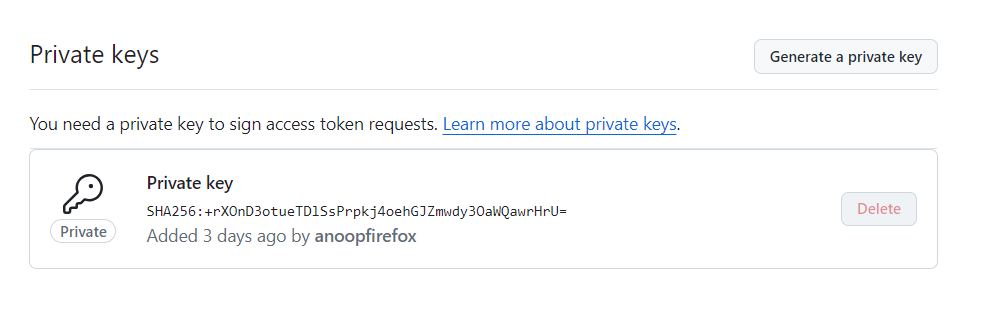 Private keys
Generate a private key
You need a private key to sign access token requests. Learn more about private keys.
Private key
SHA256:+rXOnD3otueTDlSsPrpkj4oehGJZmwdy3OaWQawrHrU=
Private
Added 3 days ago by anoopfirefox
Delete